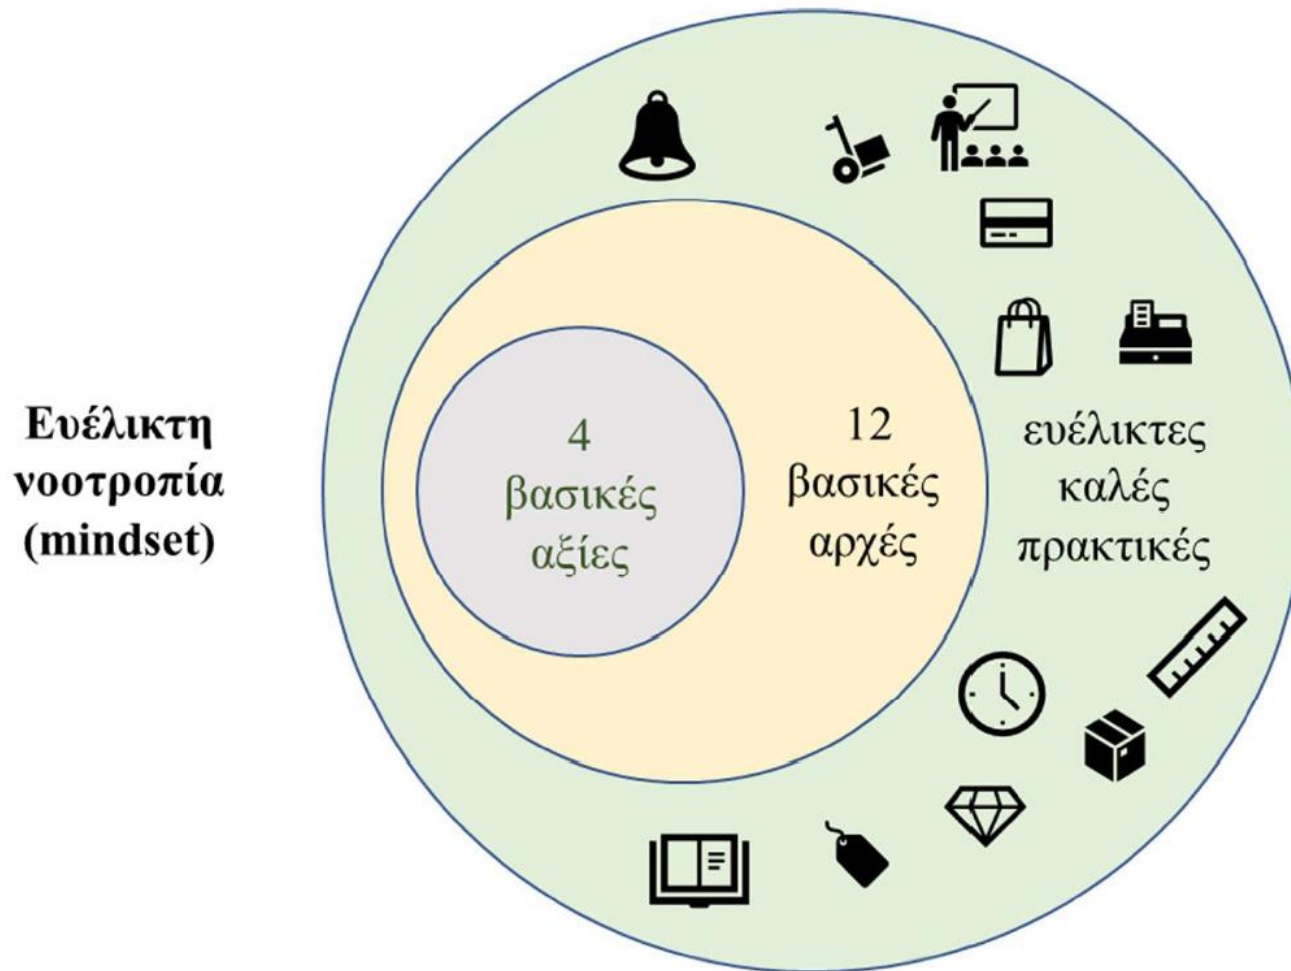 Ευέλικτη
νοοτροπία
(mindset)
4
βασικές
αξίες
12
βασικές
αρχές
ευέλικτες
καλές
πρακτικές